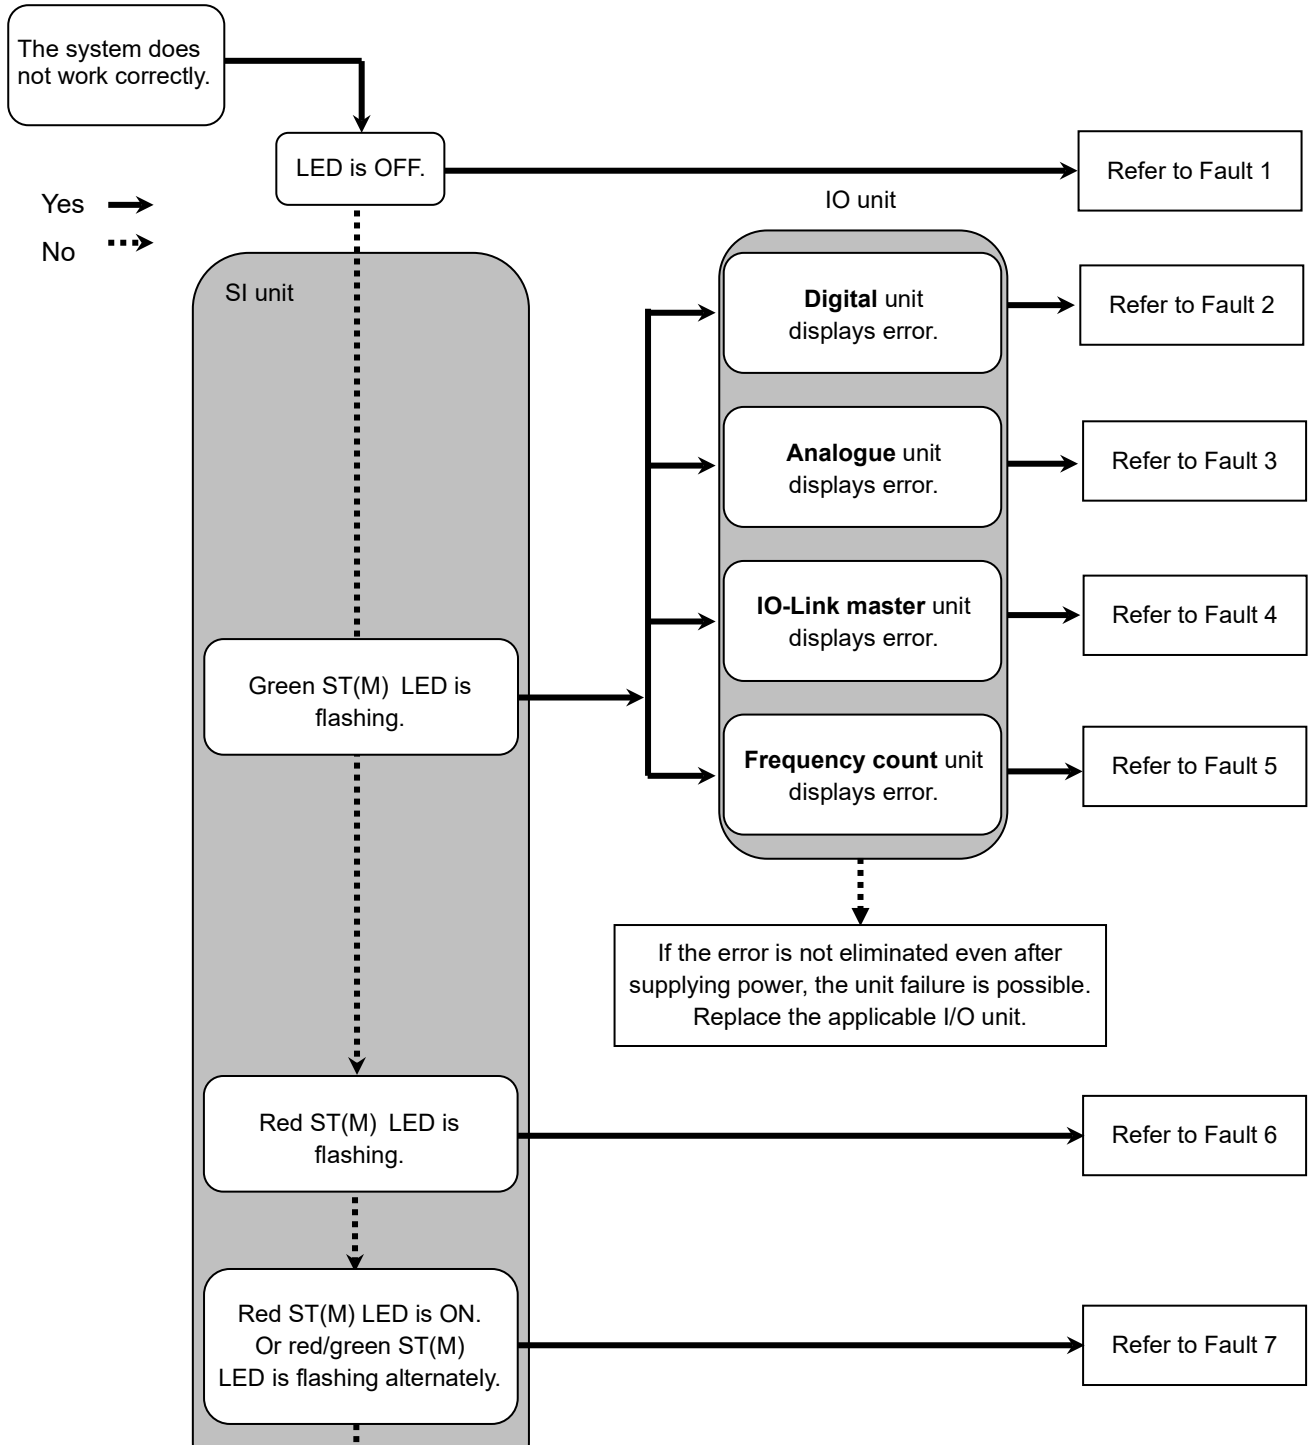 The system does
not work correctly.
LED is OFF.
Refer to Fault 1
Yes
No
IO unit
SI unit
Digital unit
displays error.
Refer to Fault 2
Analogue unit
displays error.
Refer to Fault 3
IO-Link master unit
displays error.
Refer to Fault 4
Green ST(M) LED is
flashing.
Frequency count unit
displays error.
Refer to Fault 5
If the error is not eliminated even after
supplying power, the unit failure is possible.
Replace the applicable I/O unit.
Red ST(M) LED is
flashing.
Refer to Fault 6
Red ST(M) LED is ON.
Or red/green ST(M)
LED is flashing alternately.
Refer to Fault 7